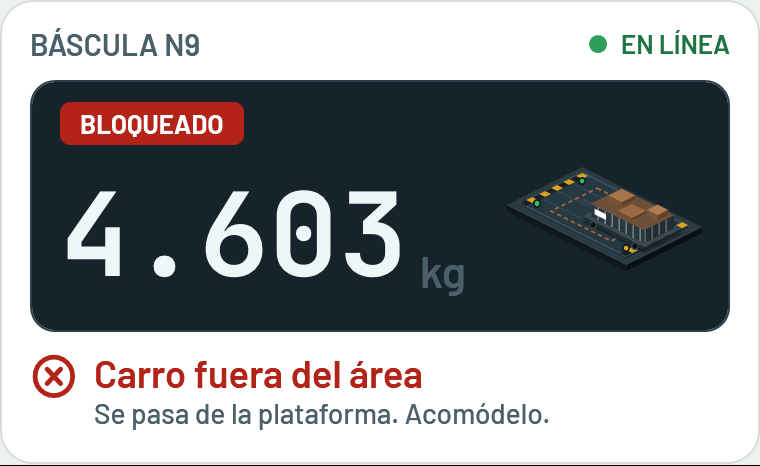 BÁSCULA N9
EN LÍNEA
BLOQUEADO
4.603 kg
Carro fuera del área
Se pasa de la plataforma. Acomódelo.